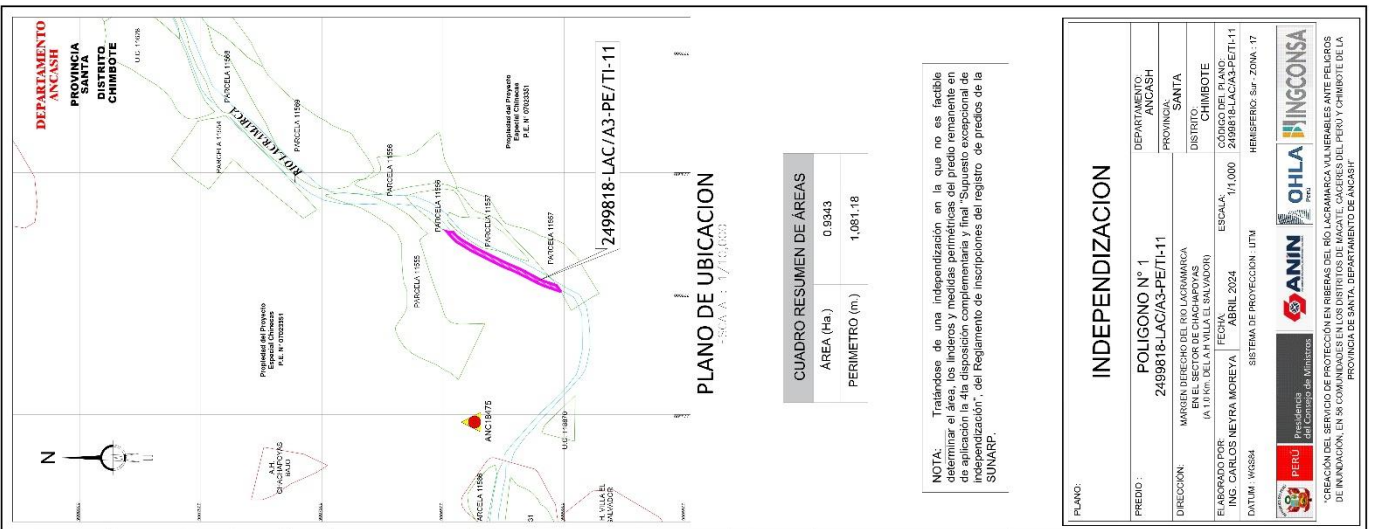 DEPARTAMENTO
ANCASH
PROVINCIA
SANTA
DISTRITO
CHIMBOTE
N
U.C. 11678
PARCELA 11568
PARCELA 11569
RIO LACRAMARCA
PARCELA 11556
PARCELA 11556
PARCELA 11557
PARCELA 11557
PARCELA 11555
Propiedad del Proyecto
Especial Chinecas
P.E. N° 07023351
Propiedad del Proyecto
Especial Chinecas
P.E. N° 07023351
2499818-LAC/A3-PE/TI-11
A.H.
CHACHAPOYAS
BAJO
ANC18475
H. VILLA EL
SALVADOR
PLANO DE UBICACION
ESCALA : 1/10,000
CUADRO RESUMEN DE ÁREAS
ÁREA (Ha.) 0.9343
PERIMETRO (m.) 1,081.18
NOTA: Tratándose de una independización en la que no es factible
determinar el área, los linderos y medidas perimétricas del predio remanente en
de aplicación la 4ta disposición complementaria y final "Supuesto excepcional de
independización", del Reglamento de inscripciones del registro de predios de la
SUNARP.
PLANO:
INDEPENDIZACION
PREDIO :
POLIGONO N° 1
2499818-LAC/A3-PE/TI-11
DEPARTAMENTO:
ANCASH
PROVINCIA:
SANTA
DIRECCIÓN:
MARGEN DERECHO DEL RIO LACRAMARCA
EN EL SECTOR DE CHACHAPOYAS
(A 1.0 Km. DEL A.H VILLA EL SALVADOR)
DISTRITO:
CHIMBOTE
ELABORADO POR:
ING. CARLOS NEYRA MOREYA
FECHA:
ABRIL 2024
ESCALA:
1/1,000
CÓDIGO DEL PLANO:
2499818-LAC/A3-PE/TI-11
DATUM : WGS84
SISTEMA DE PROYECCION : UTM
HEMISFERIO: Sur - ZONA : 17
PERÚ
Presidencia
del Consejo de Ministros
ANIN
OHLA
Perú
INGCONSA
"CREACIÓN DEL SERVICIO DE PROTECCIÓN EN RIBERAS DEL RÍO LACRAMARCA VULNERABLES ANTE PELIGROS
DE INUNDACIÓN, EN 56 COMUNIDADES EN LOS DISTRITOS DE MACATE, CÁCERES DEL PERÚ Y CHIMBOTE DE LA
PROVINCIA DE SANTA, DEPARTAMENTO DE ÁNCASH"